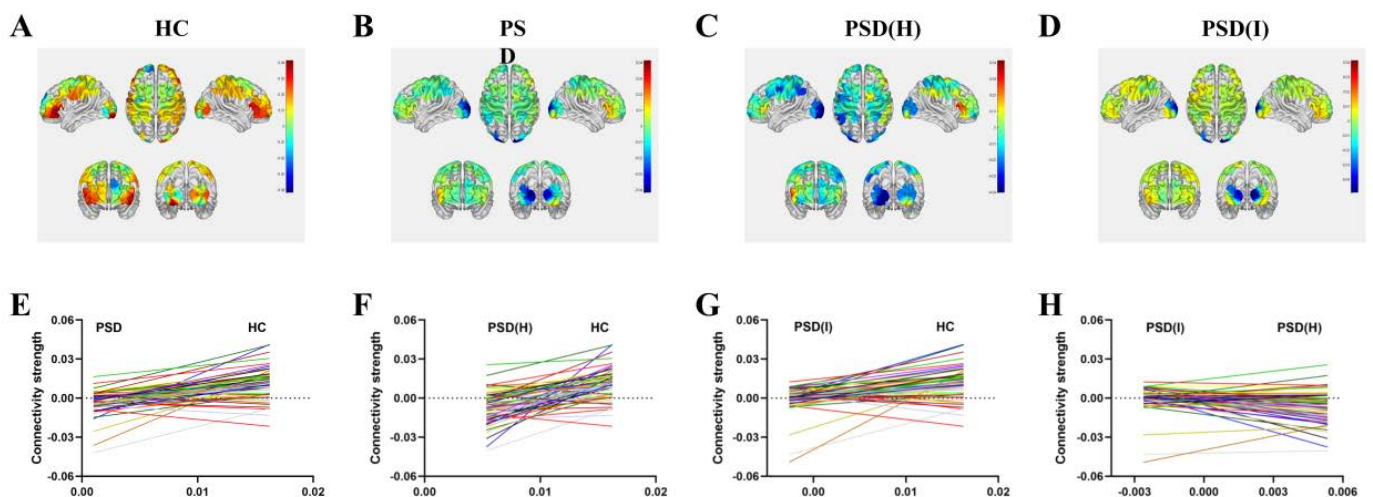 A HC
B PS
D
C PSD(H)
D PSD(I)
E
PSD HC
Connectivity strength
0.06
0.03
0.00
-0.03
-0.06
0.00 0.01 0.02
F
PSD(H) HC
Connectivity strength
0.06
0.03
0.00
-0.03
-0.06
0.00 0.01 0.02
G
PSD(I) HC
Connectivity strength
0.06
0.03
0.00
-0.03
-0.06
0.00 0.01 0.02
H
PSD(I) PSD(H)
Connectivity strength
0.06
0.03
0.00
-0.03
-0.06
-0.003 0.000 0.003 0.006